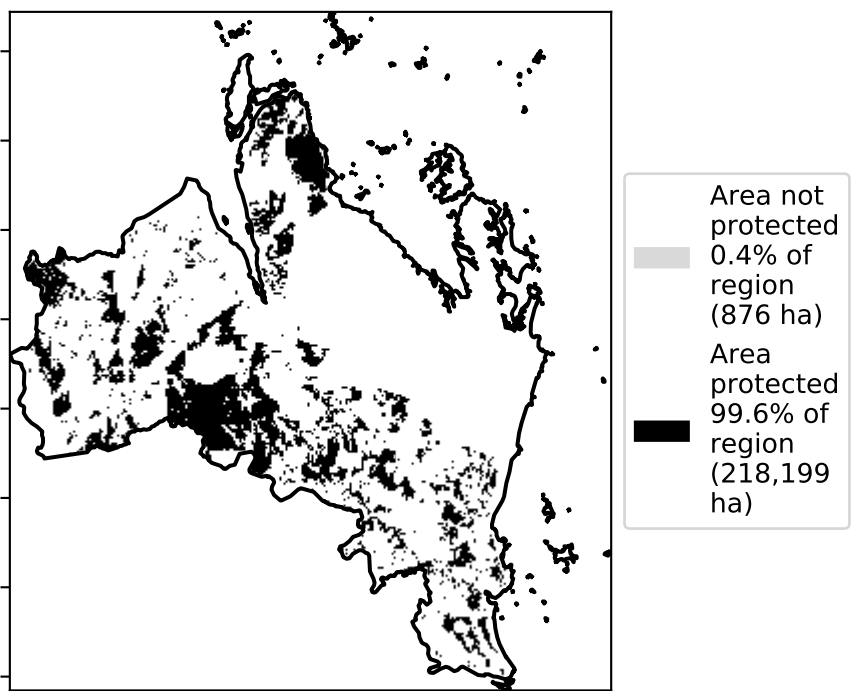 Area not
protected
0.4% of
region
(876 ha)
Area
protected
99.6% of
region
(218,199
ha)